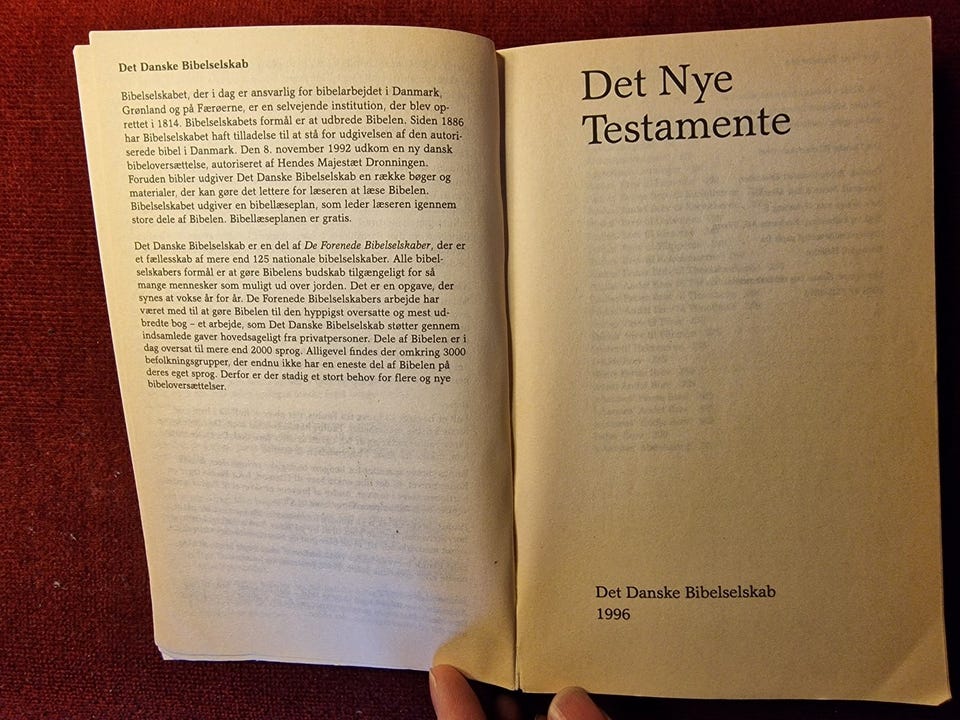 Det Danske Bibelselskab
Bibelselskabet, der i dag er ansvarlig for bibelarbejdet i Danmark,
Grønland og på Færøerne, er en selvejende institution, der blev op-
rettet i 1814. Bibelselskabets formål er at udbrede Bibelen. Siden 1886
har Bibelselskabet haft tilladelse til at stå for udgivelsen af den autori-
serede bibel i Danmark. Den 8. november 1992 udkom en ny dansk
bibeloversættelse, autoriseret af Hendes Majestæt Dronningen.
Foruden bibler udgiver Det Danske Bibelselskab en række bøger og
materialer, der kan gøre det lettere for læseren at læse Bibelen.
Bibelselskabet udgiver en bibellæseplan, som leder læseren igennem
store dele af Bibelen. Bibellæseplanen er gratis.
Det Danske Bibelselskab er en del af De Forenede Bibelselskaber, der er
et fællesskab af mere end 125 nationale bibelselskaber. Alle bibel-
selskabers formål er at gøre Bibelens budskab tilgængeligt for så
mange mennesker som muligt ud over jorden. Det er en opgave, der
synes at vokse år for år. De Forenede Bibelselskabers arbejde har
været med til at gøre Bibelen til den hyppigst oversatte og mest ud-
bredte bog – et arbejde, som Det Danske Bibelselskab støtter gennem
indsamlede gaver hovedsageligt fra privatpersoner. Dele af Bibelen er i
dag oversat til mere end 2000 sprog. Alligevel findes der omkring 3000
befolkningsgrupper, der endnu ikke har en eneste del af Bibelen på
deres eget sprog. Derfor er der stadig et stort behov for flere og nye
bibeloversættelser.
Det Nye
Testamente
Det Danske Bibelselskab
1996